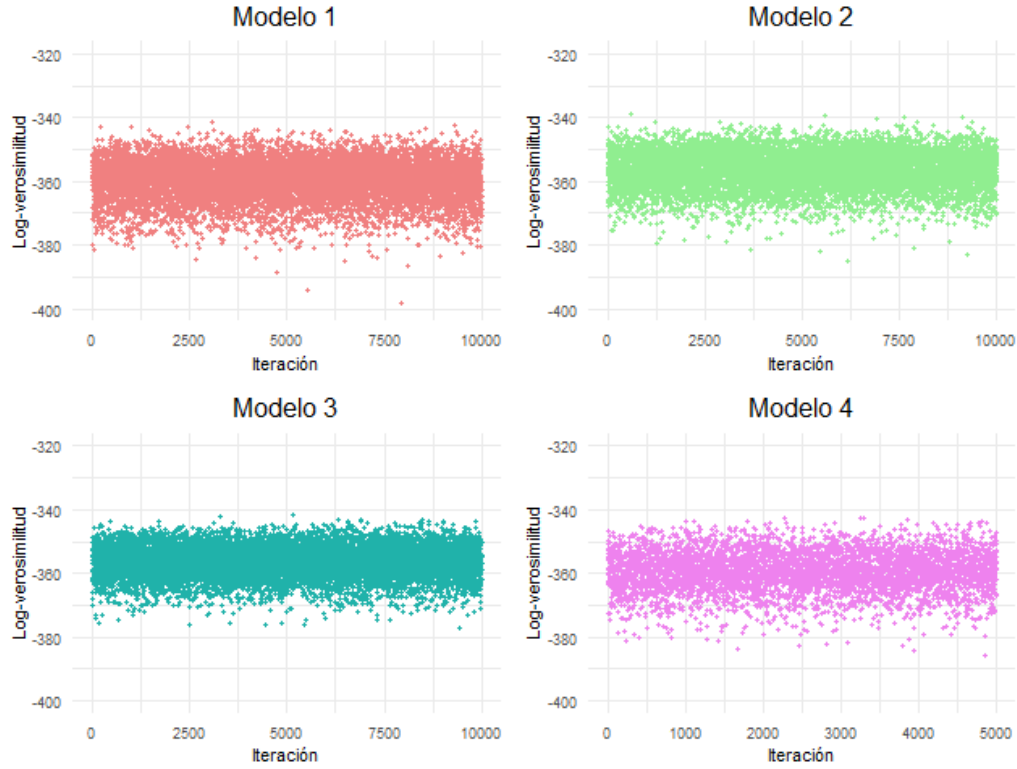 Modelo 1
Log-verosimilitud
-320
-340
-360
-380
-400
0 2500 5000 7500 10000
Iteración
Modelo 2
Log-verosimilitud
-320
-340
-360
-380
-400
0 2500 5000 7500 10000
Iteración
Modelo 3
Log-verosimilitud
-320
-340
-360
-380
-400
0 2500 5000 7500 10000
Iteración
Modelo 4
Log-verosimilitud
-320
-340
-360
-380
-400
0 1000 2000 3000 4000 5000
Iteración